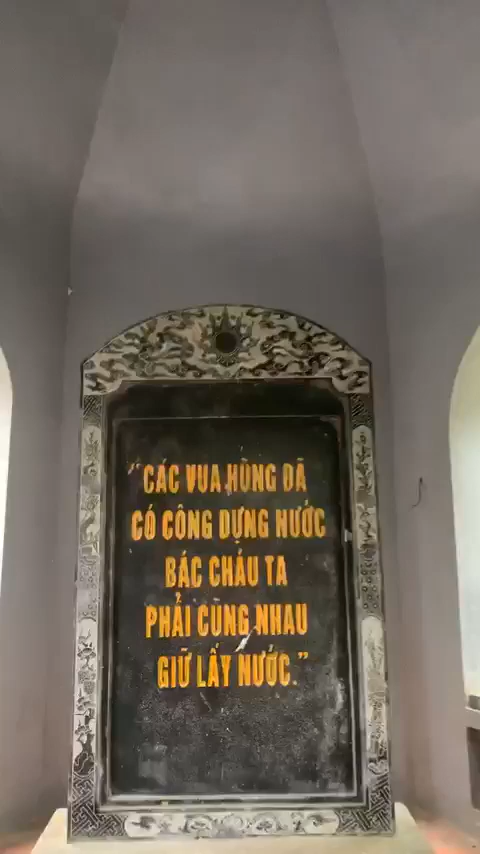 "CÁC VUA HÙNG ĐÃ
CÓ CÔNG DỰNG NƯỚC
BÁC CHÁU TA
PHẢI CÙNG NHAU
GIỮ LẤY NƯỚC."